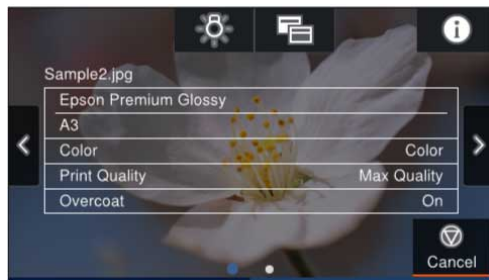 Sample2.jpg
Epson Premium Glossy
A3
Color Color
Print Quality Max Quality
Overcoat On
Cancel